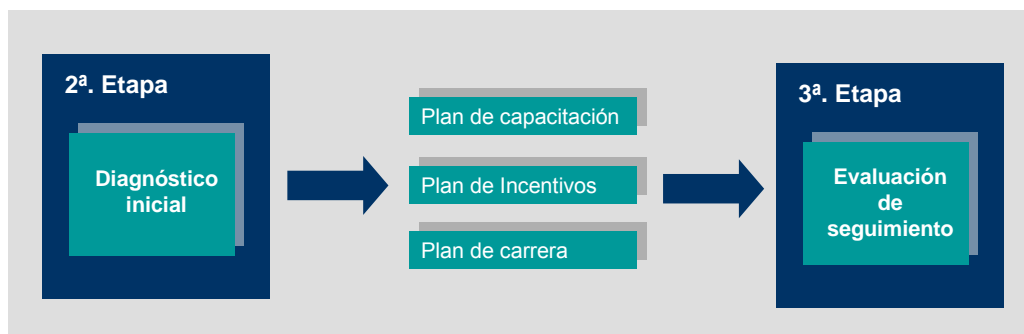 2ª. Etapa
Diagnóstico
inicial
Plan de capacitación
Plan de Incentivos
Plan de carrera
3ª. Etapa
Evaluación
de
seguimiento